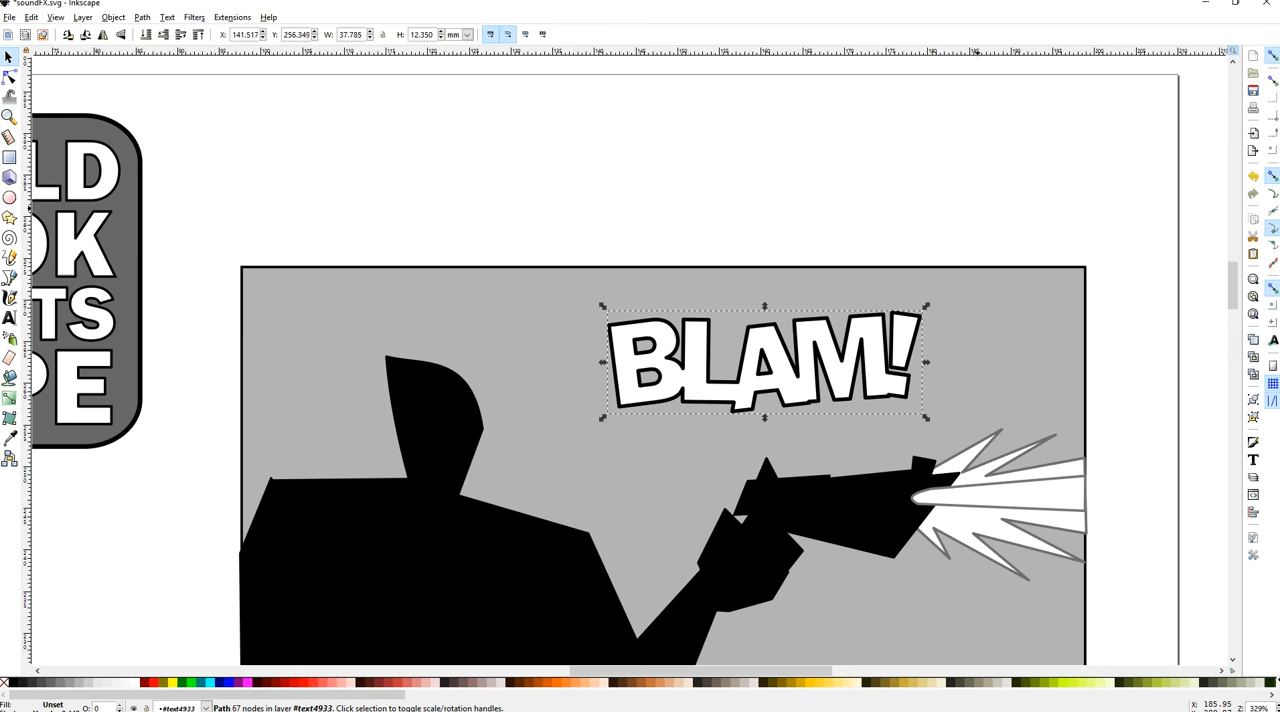 *soundFX.svg - Inkscape
File Edit View Layer Object Path Text Filters Extensions Help
X: 141.517 Y: 256.349 W: 37.785 H: 12.350 mm
LD
OK
TS
PE
BLAM!
Fill: Unset O: 0 •#text4933 Path 67 nodes in layer #text4933. Click selection to toggle scale/rotation handles. X: 185.95 Z: 329%